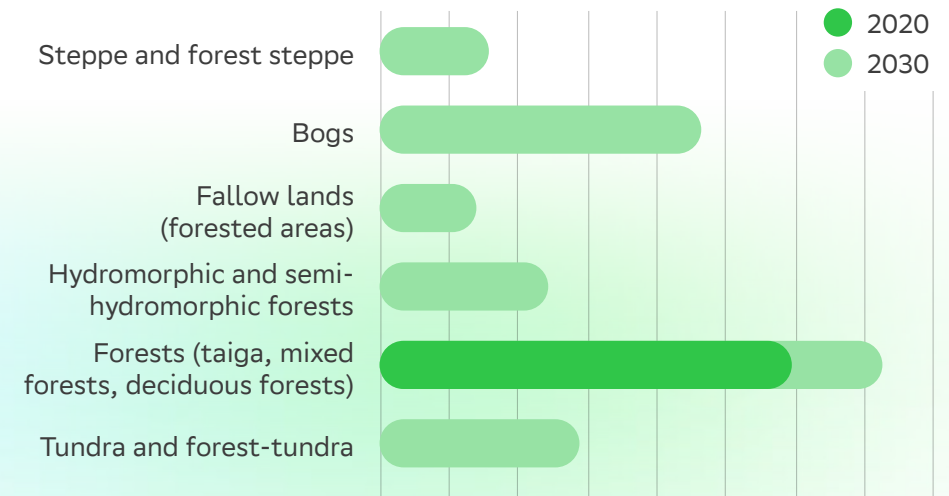 2020
2030
Steppe and forest steppe
Bogs
Fallow lands
(forested areas)
Hydromorphic and semi-
hydromorphic forests
Forests (taiga, mixed
forests, deciduous forests)
Tundra and forest-tundra